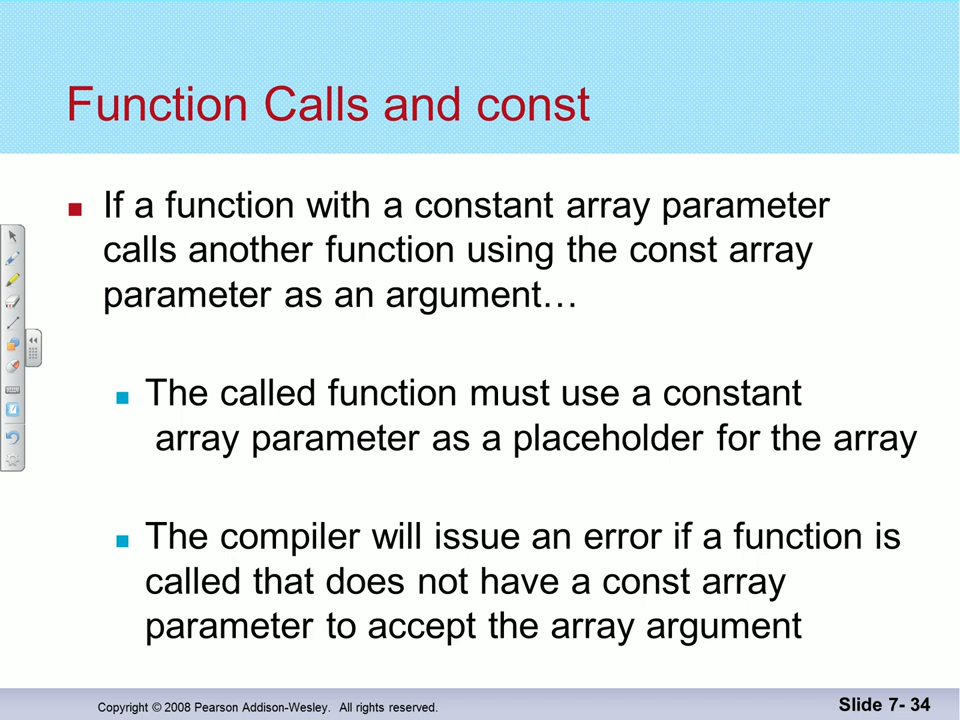 Function Calls and const
If a function with a constant array parameter
calls another function using the const array
parameter as an argument…
The called function must use a constant
array parameter as a placeholder for the array
The compiler will issue an error if a function is
called that does not have a const array
parameter to accept the array argument
Copyright © 2008 Pearson Addison-Wesley. All rights reserved.
Slide 7- 34